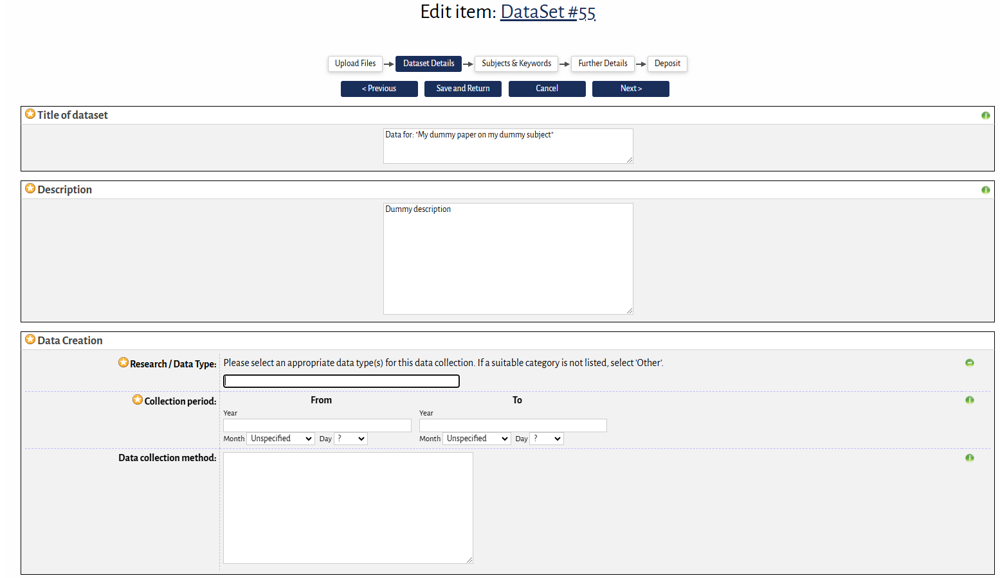 Edit item: DataSet #55
Upload Files
Dataset Details
Subjects & Keywords
Further Details
Deposit
< Previous
Save and Return
Cancel
Next >
Title of dataset
Data for: "My dummy paper on my dummy subject"
Description
Dummy description
Data Creation
Research / Data Type:
Please select an appropriate data type(s) for this data collection. If a suitable category is not listed, select 'Other'.
Collection period:
From
To
Year
Year
Month Unspecified Day ?
Month Unspecified Day ?
Data collection method: